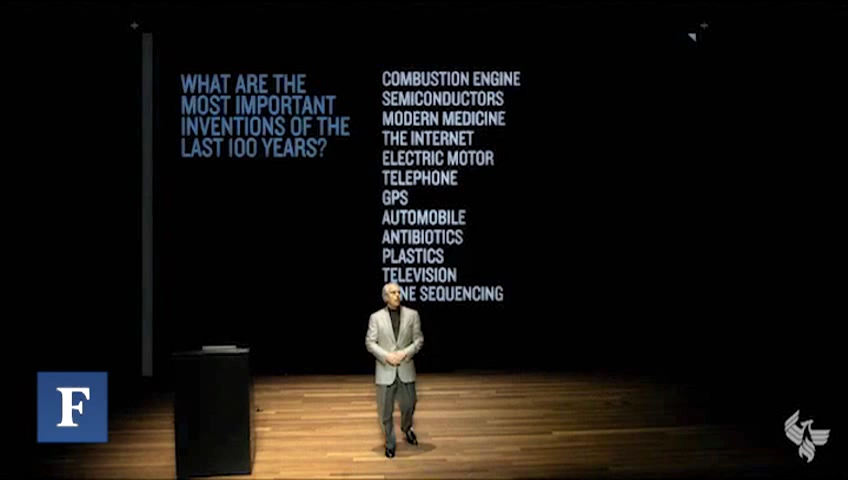 WHAT ARE THE
MOST IMPORTANT
INVENTIONS OF THE
LAST 100 YEARS?
COMBUSTION ENGINE
SEMICONDUCTORS
MODERN MEDICINE
THE INTERNET
ELECTRIC MOTOR
TELEPHONE
GPS
AUTOMOBILE
ANTIBIOTICS
PLASTICS
TELEVISION
SEQUENCING
F